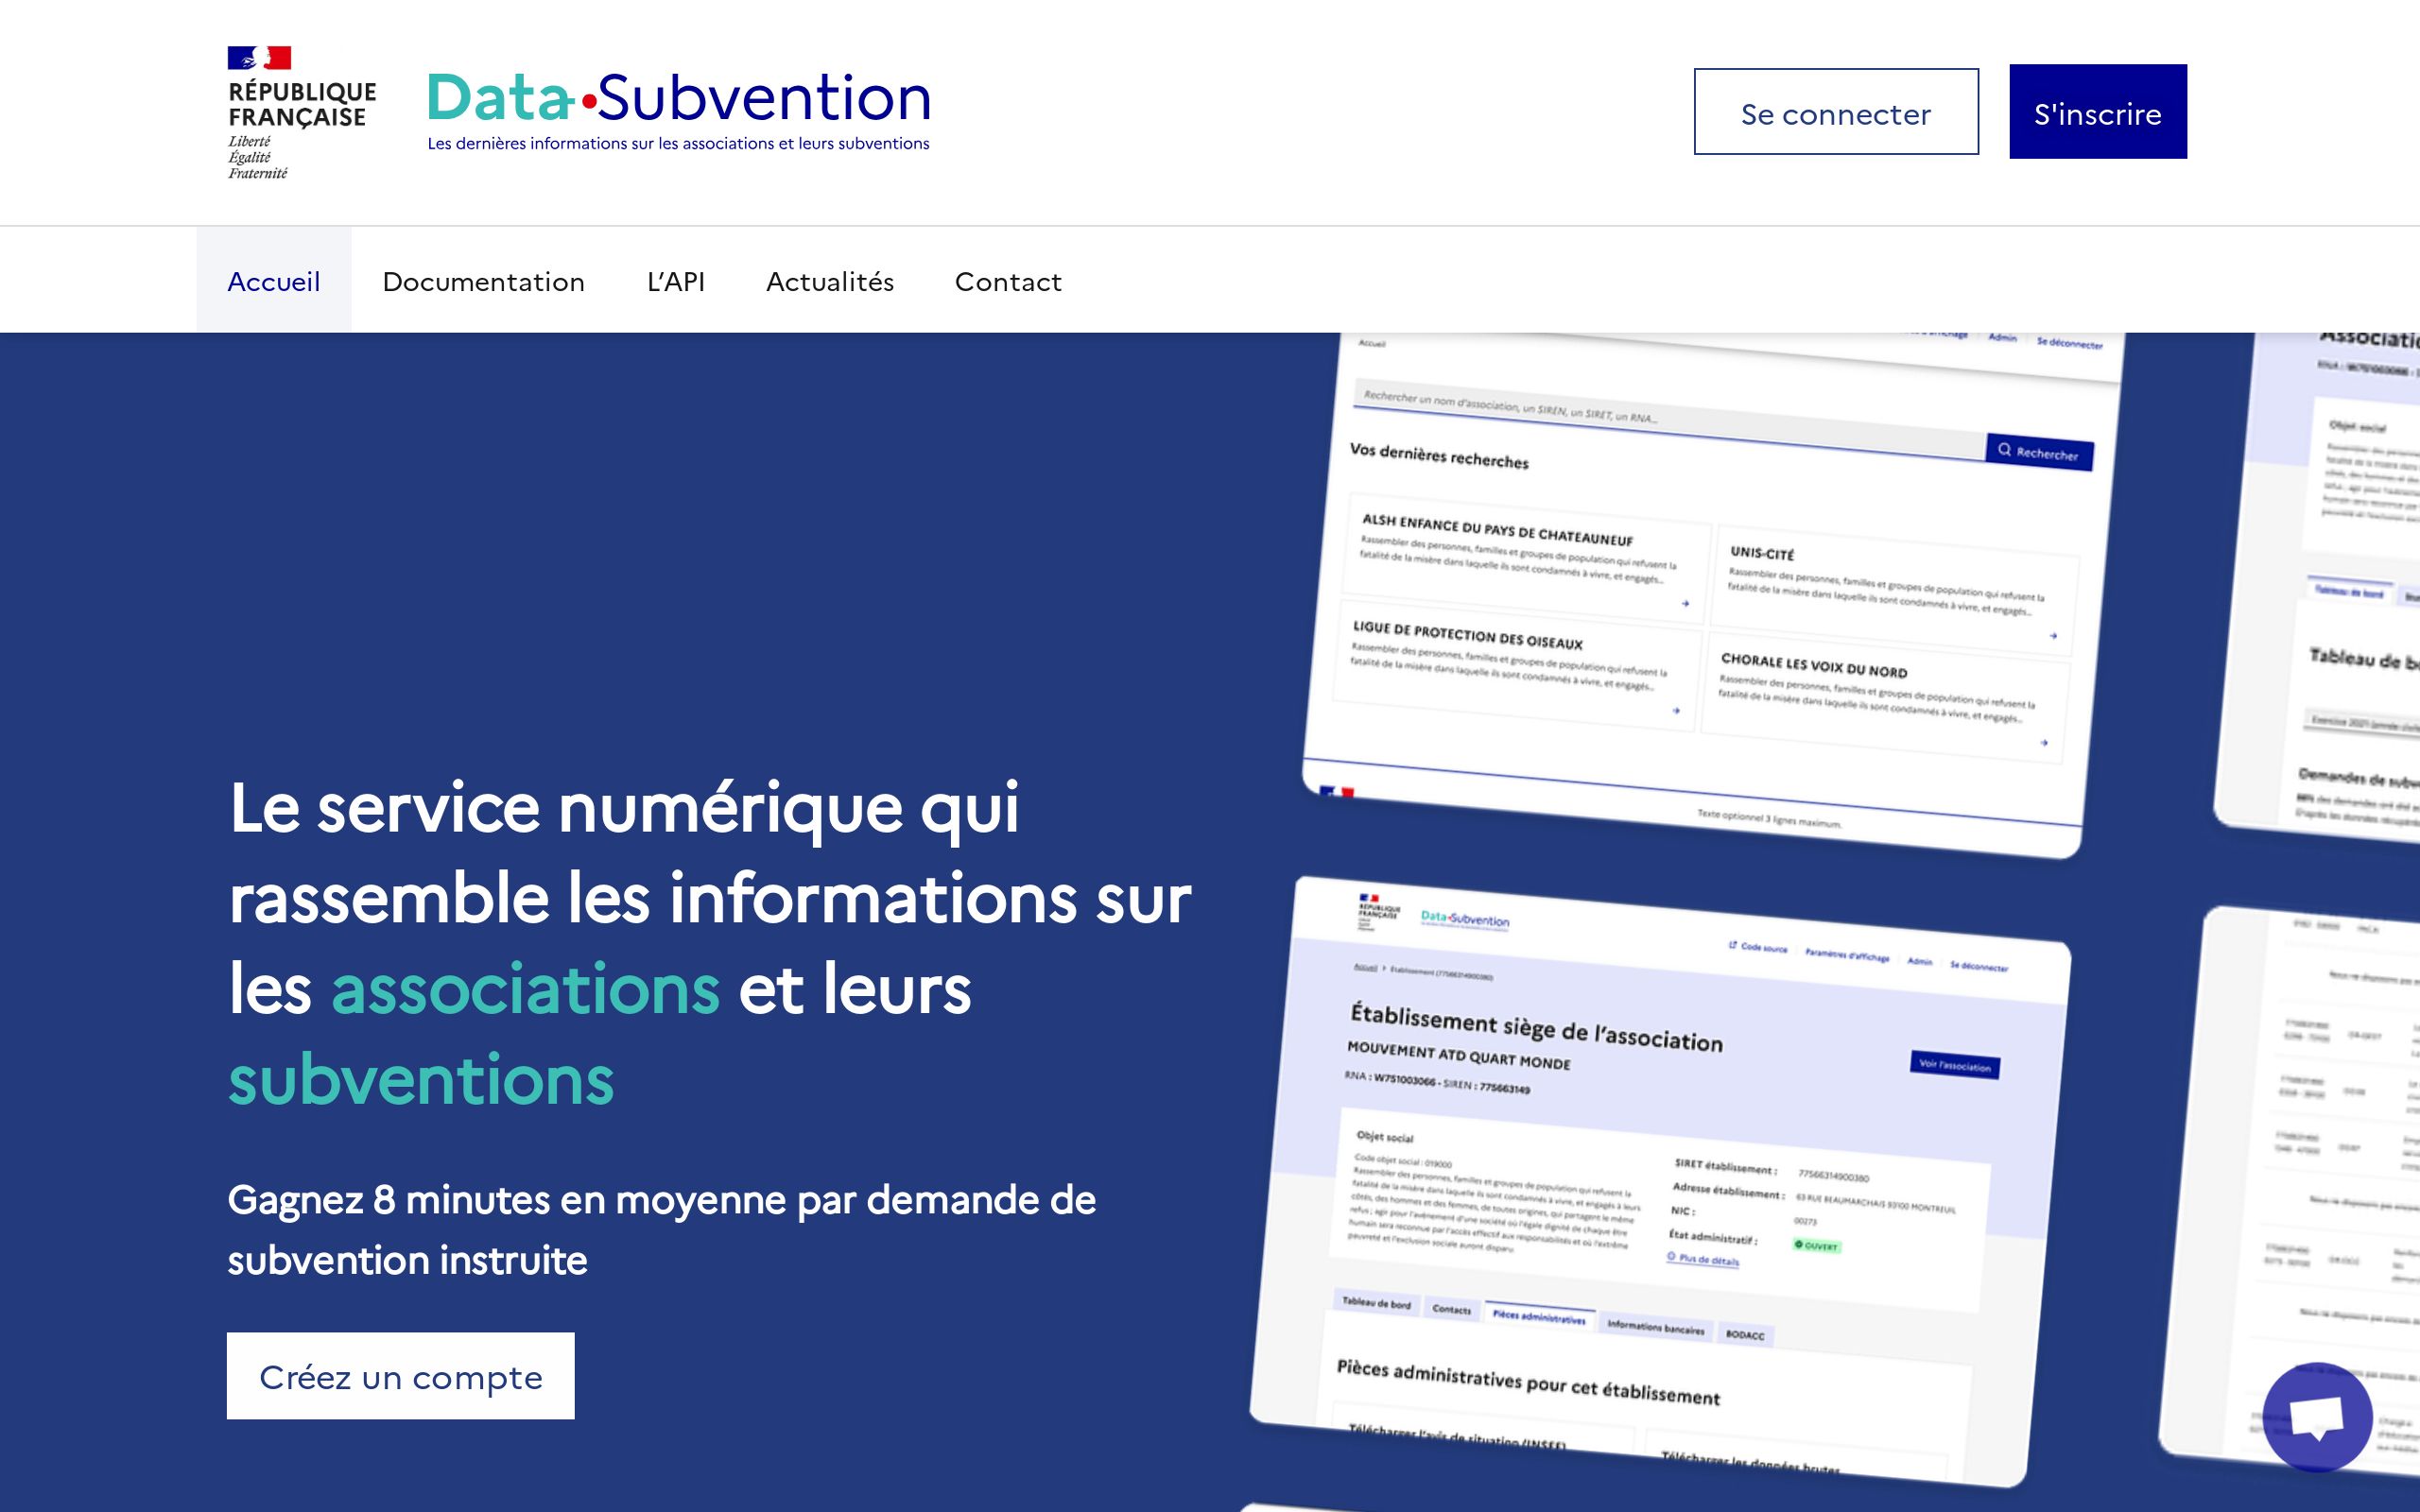 RÉPUBLIQUE
FRANÇAISE
Liberté
Égalité
Fraternité
Data•Subvention
Les dernières informations sur les associations et leurs subventions
Se connecter
S'inscrire
Accueil
Documentation
L’API
Actualités
Contact
Le service numérique qui
rassemble les informations sur
les associations et leurs
subventions
Gagnez 8 minutes en moyenne par demande de
subvention instruite
Créez un compte
Accueil
Admin
Se déconnecter
Rechercher un nom d'association, un SIREN, un SIRET, un RNA...
Rechercher
Vos dernières recherches
ALSH ENFANCE DU PAYS DE CHATEAUNEUF
Rassembler des personnes, familles et groupes de population qui refusent la
fatalité de la misère dans laquelle ils sont condamnés à vivre, et engagés...
UNIS-CITÉ
Rassembler des personnes, familles et groupes de population qui refusent la
fatalité de la misère dans laquelle ils sont condamnés à vivre, et engagés...
LIGUE DE PROTECTION DES OISEAUX
Rassembler des personnes, familles et groupes de population qui refusent la
fatalité de la misère dans laquelle ils sont condamnés à vivre, et engagés...
CHORALE LES VOIX DU NORD
Rassembler des personnes, familles et groupes de population qui refusent la
fatalité de la misère dans laquelle ils sont condamnés à vivre, et engagés...
Texte optionnel 3 lignes maximum.
RÉPUBLIQUE
FRANÇAISE
Data•Subvention
Code source
Paramètres d'affichage
Admin
Se déconnecter
Accueil > Établissement (77566314900380)
Établissement siège de l’association
MOUVEMENT ATD QUART MONDE
RNA : W751003066 - SIREN : 775663149
Voir l'association
Objet social
Code objet social : 019000
Rassembler des personnes, familles et groupes de population qui refusent la
fatalité de la misère dans laquelle ils sont condamnés à vivre, et engagés à leurs
côtés, des hommes et des femmes, de toutes origines, qui partagent le même
refus ; agir pour l'avènement d'une société où l'égale dignité de chaque être
humain sera reconnue par l'accès effectif aux responsabilités et où l'extrême
pauvreté et l'exclusion sociale auront disparu.
SIRET établissement : 77566314900380
Adresse établissement : 63 RUE BEAUMARCHAIS 93100 MONTREUIL
NIC : 00273
État administratif : OUVERT
Plus de détails
Tableau de bord
Contacts
Pièces administratives
Informations bancaires
BODACC
Pièces administratives pour cet établissement
Télécharger l'avis de situation (INSEE)
Télécharger les données brutes
Objet social
Tableau de bord
Tableau de b